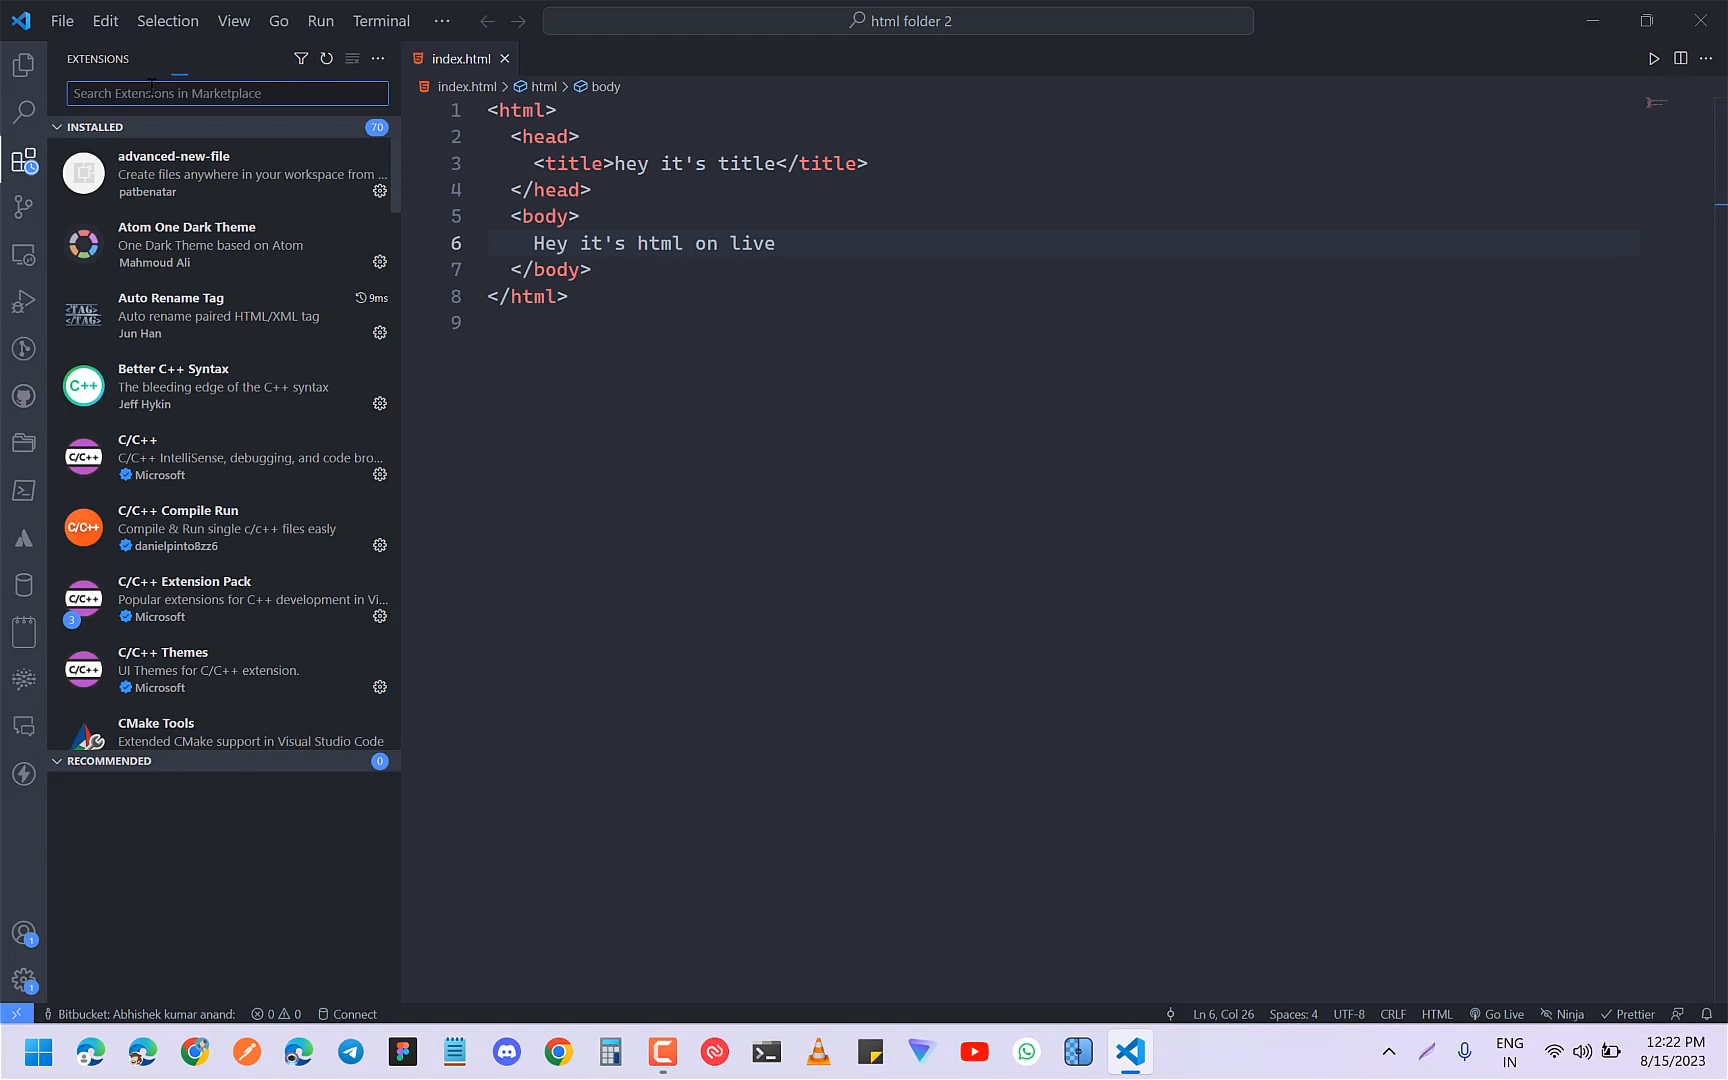 File Edit Selection View Go Run Terminal ··· html folder 2
EXTENSIONS
Search Extensions in Marketplace
INSTALLED 70
advanced-new-file
Create files anywhere in your workspace from ...
patbenatar
Atom One Dark Theme
One Dark Theme based on Atom
Mahmoud Ali
Auto Rename Tag 9ms
Auto rename paired HTML/XML tag
Jun Han
<TAG>
</TAG>
Better C++ Syntax
The bleeding edge of the C++ syntax
Jeff Hykin
C++
C/C++
C/C++ IntelliSense, debugging, and code bro...
Microsoft
C/C++
C/C++ Compile Run
Compile & Run single c/c++ files easly
danielpinto8zz6
C/C++
C/C++ Extension Pack
Popular extensions for C++ development in Vi...
Microsoft
C/C++
3
C/C++ Themes
UI Themes for C/C++ extension.
Microsoft
C/C++
CMake Tools
Extended CMake support in Visual Studio Code
RECOMMENDED 0
1
1
index.html
index.html > html > body
1 <html>
2 <head>
3 <title>hey it's title</title>
4 </head>
5 <body>
6 Hey it's html on live
7 </body>
8 </html>
9
Bitbucket: Abhishek kumar anand: 0 0 Connect Ln 6, Col 26 Spaces: 4 UTF-8 CRLF HTML Go Live Ninja Prettier
ENG
IN
12:22 PM
8/15/2023